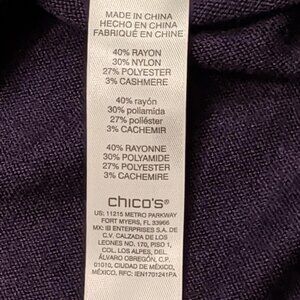 MADE IN CHINA
HECHO EN CHINA
FABRIQUÉ EN CHINE
40% RAYON
30% NYLON
27% POLYESTER
3% CASHMERE
40% rayón
30% poliamida
27% poliéster
3% CACHEMIR
40% RAYONNE
30% POLYAMIDE
27% POLYESTER
3% CACHEMIRE
chico's®
US: 11215 METRO PARKWAY
FORT MYERS, FL 33966
MX: IB ENTERPRISES S.A. DE
C.V. CALZADA DE LOS
LEONES NO. 170, PISO 1,
COL. LOS ALPES, DEL.
ÁLVARO OBREGÓN, C.P.
01010, CIUDAD DE MÉXICO,
MÉXICO, RFC: IEN1701241PA